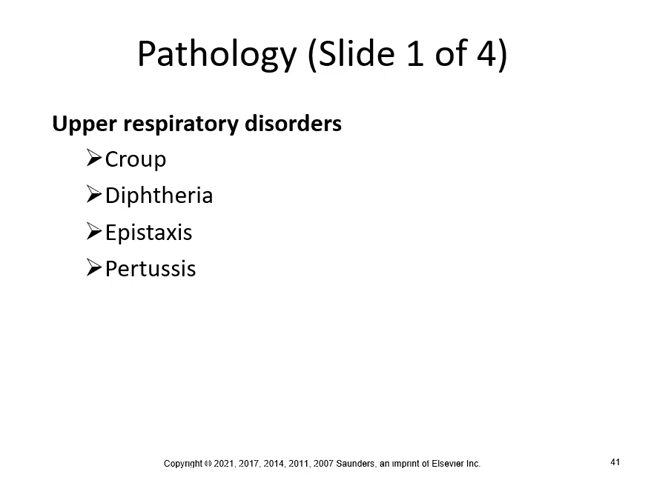 Pathology (Slide 1 of 4)
Upper respiratory disorders
➢Croup
➢Diphtheria
➢Epistaxis
➢Pertussis
Copyright © 2021, 2017, 2014, 2011, 2007 Saunders, an imprint of Elsevier Inc.
41